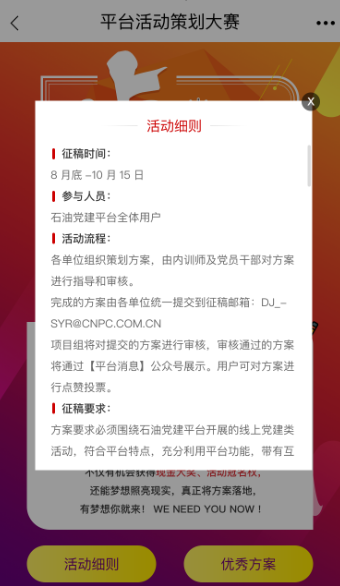 平台活动策划大赛
X
活动细则
征稿时间：
8 月底 –10 月 15 日
参与人员：
石油党建平台全体用户
活动流程：
各单位组织策划方案，由内训师及党员干部对方案
进行指导和审核。
完成的方案由各单位统一提交到征稿邮箱：DJ_-
SYR@CNPC.COM.CN
项目组将对提交的方案进行审核，审核通过的方案
将通过【平台消息】公众号展示。用户可对方案进
行点赞投票。
征稿要求：
方案要求必须围绕石油党建平台开展的线上党建类
活动，符合平台特点，充分利用平台功能，带有互
不仅有机会获得现金大奖、活动冠名权，
还能梦想照亮现实，真正将方案落地，
有梦想你就来！ WE NEED YOU NOW！
活动细则
优秀方案